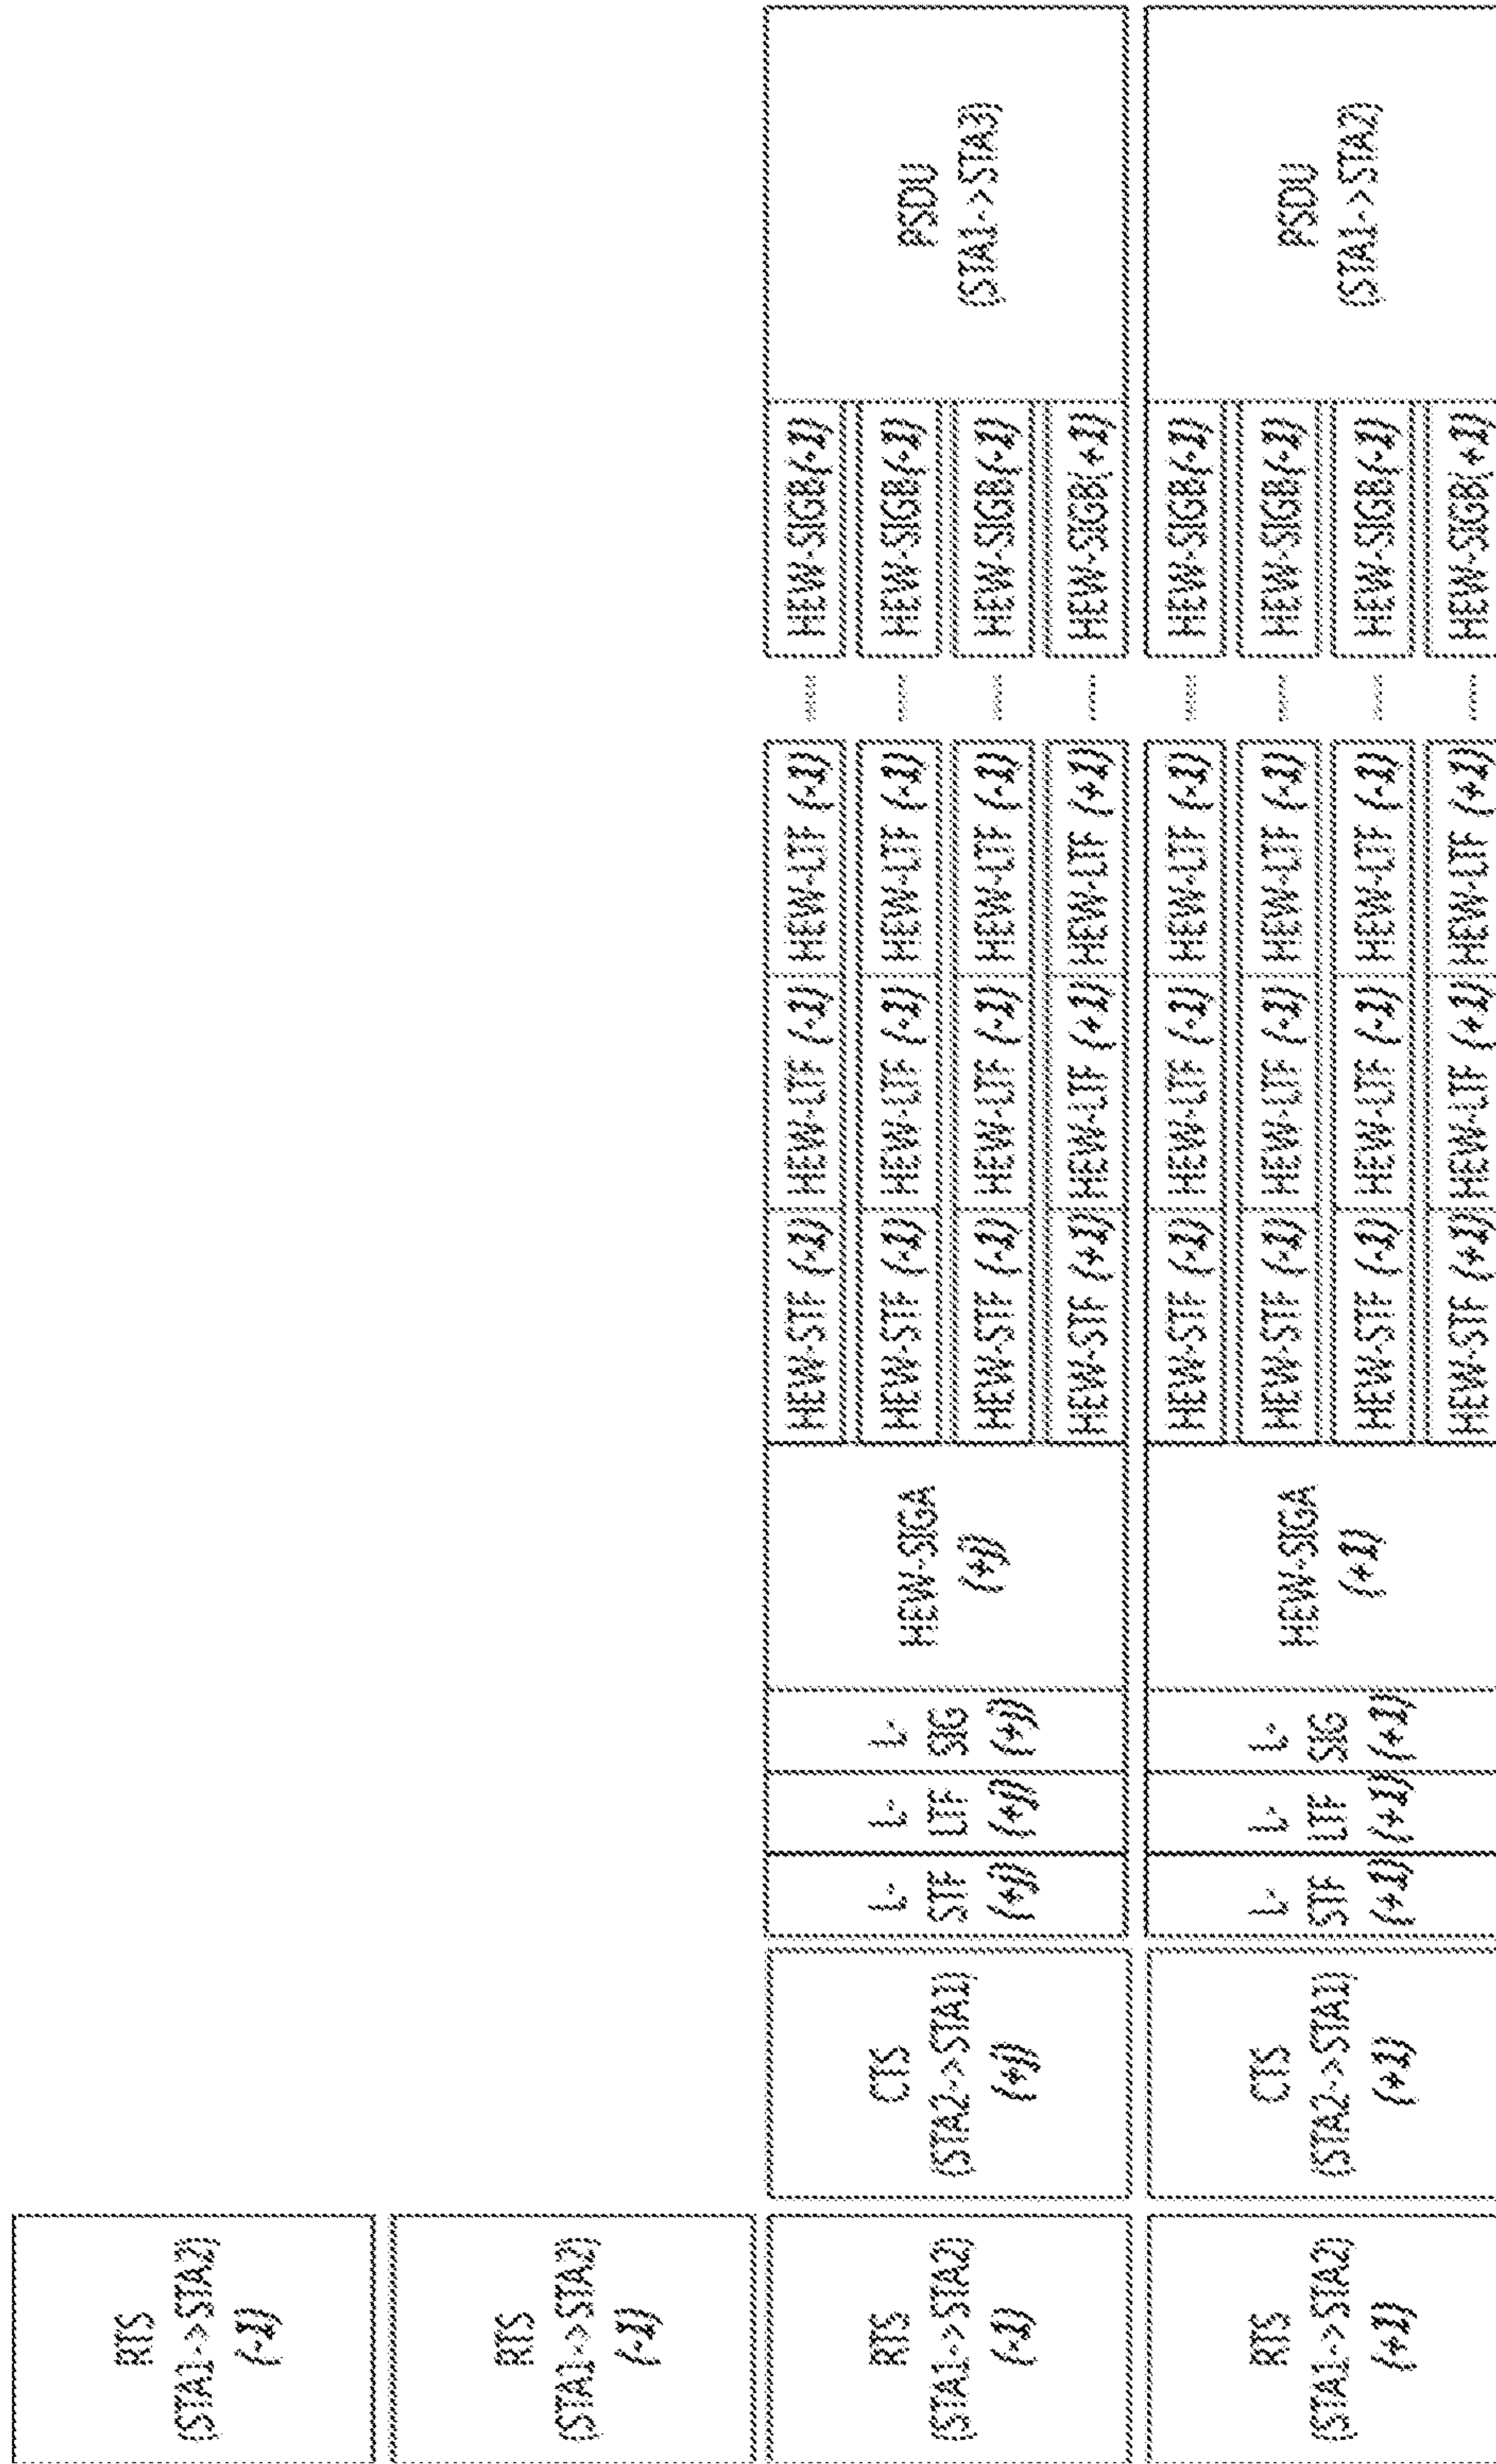 RTS
(STA1->STA2)
(-1)
RTS
(STA1->STA2)
(-1)
RTS
(STA1->STA2)
(-1)
CTS
(STA2->STA1)
(+j)
L-
STF
(+j)
L-
LTF
(+j)
L-
SIG
(+j)
HEW-SIGA
(+j)
HEW-STF (-1) HEW-LTF (-1) HEW-LTF (-1) HEW-SIGB(-1)
HEW-STF (-1) HEW-LTF (-1) HEW-LTF (-1) HEW-SIGB(-1)
HEW-STF (-1) HEW-LTF (-1) HEW-LTF (-1) HEW-SIGB(-1)
HEW-STF (+1) HEW-LTF (+1) HEW-LTF (+1) HEW-SIGB(+1)
PSDU
(STA1->STA3)
RTS
(STA1->STA2)
(+1)
CTS
(STA2->STA1)
(+1)
L-
STF
(+1)
L-
LTF
(+1)
L-
SIG
(+1)
HEW-SIGA
(+1)
HEW-STF (-1) HEW-LTF (-1) HEW-LTF (-1) HEW-SIGB(-1)
HEW-STF (-1) HEW-LTF (-1) HEW-LTF (-1) HEW-SIGB(-1)
HEW-STF (-1) HEW-LTF (-1) HEW-LTF (-1) HEW-SIGB(-1)
HEW-STF (+1) HEW-LTF (+1) HEW-LTF (+1) HEW-SIGB(+1)
PSDU
(STA1->STA2)